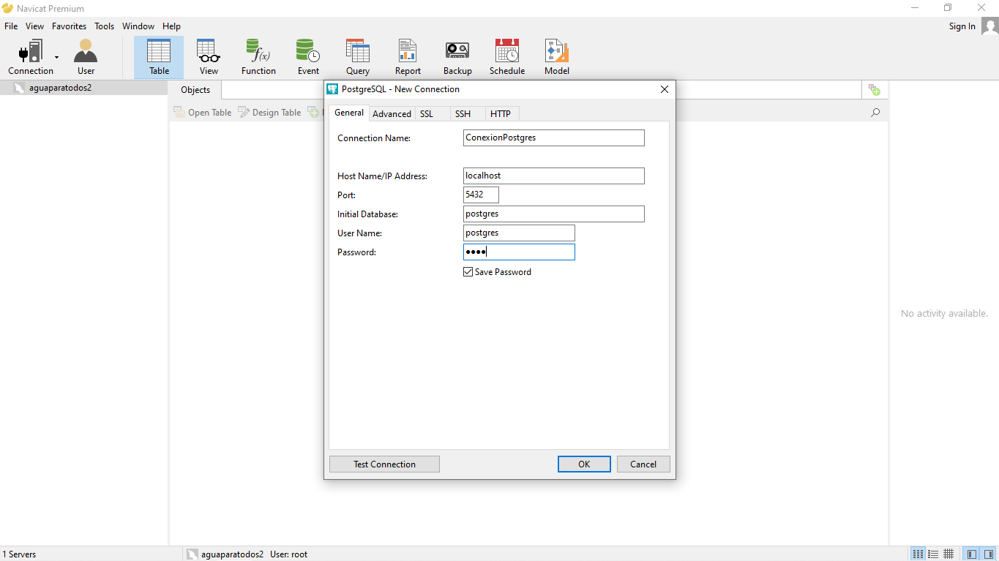 Navicat Premium
File View Favorites Tools Window Help
Sign In
Connection User Table View Function Event Query Report Backup Schedule Model
f(x)
aguaparatodos2
Objects
Open Table Design Table
PostgreSQL - New Connection
General Advanced SSL SSH HTTP
Connection Name: ConexionPostgres
Host Name/IP Address: localhost
Port: 5432
Initial Database: postgres
User Name: postgres
Password: ●●●●
Save Password
Test Connection OK Cancel
No activity available.
1 Servers aguaparatodos2 User: root